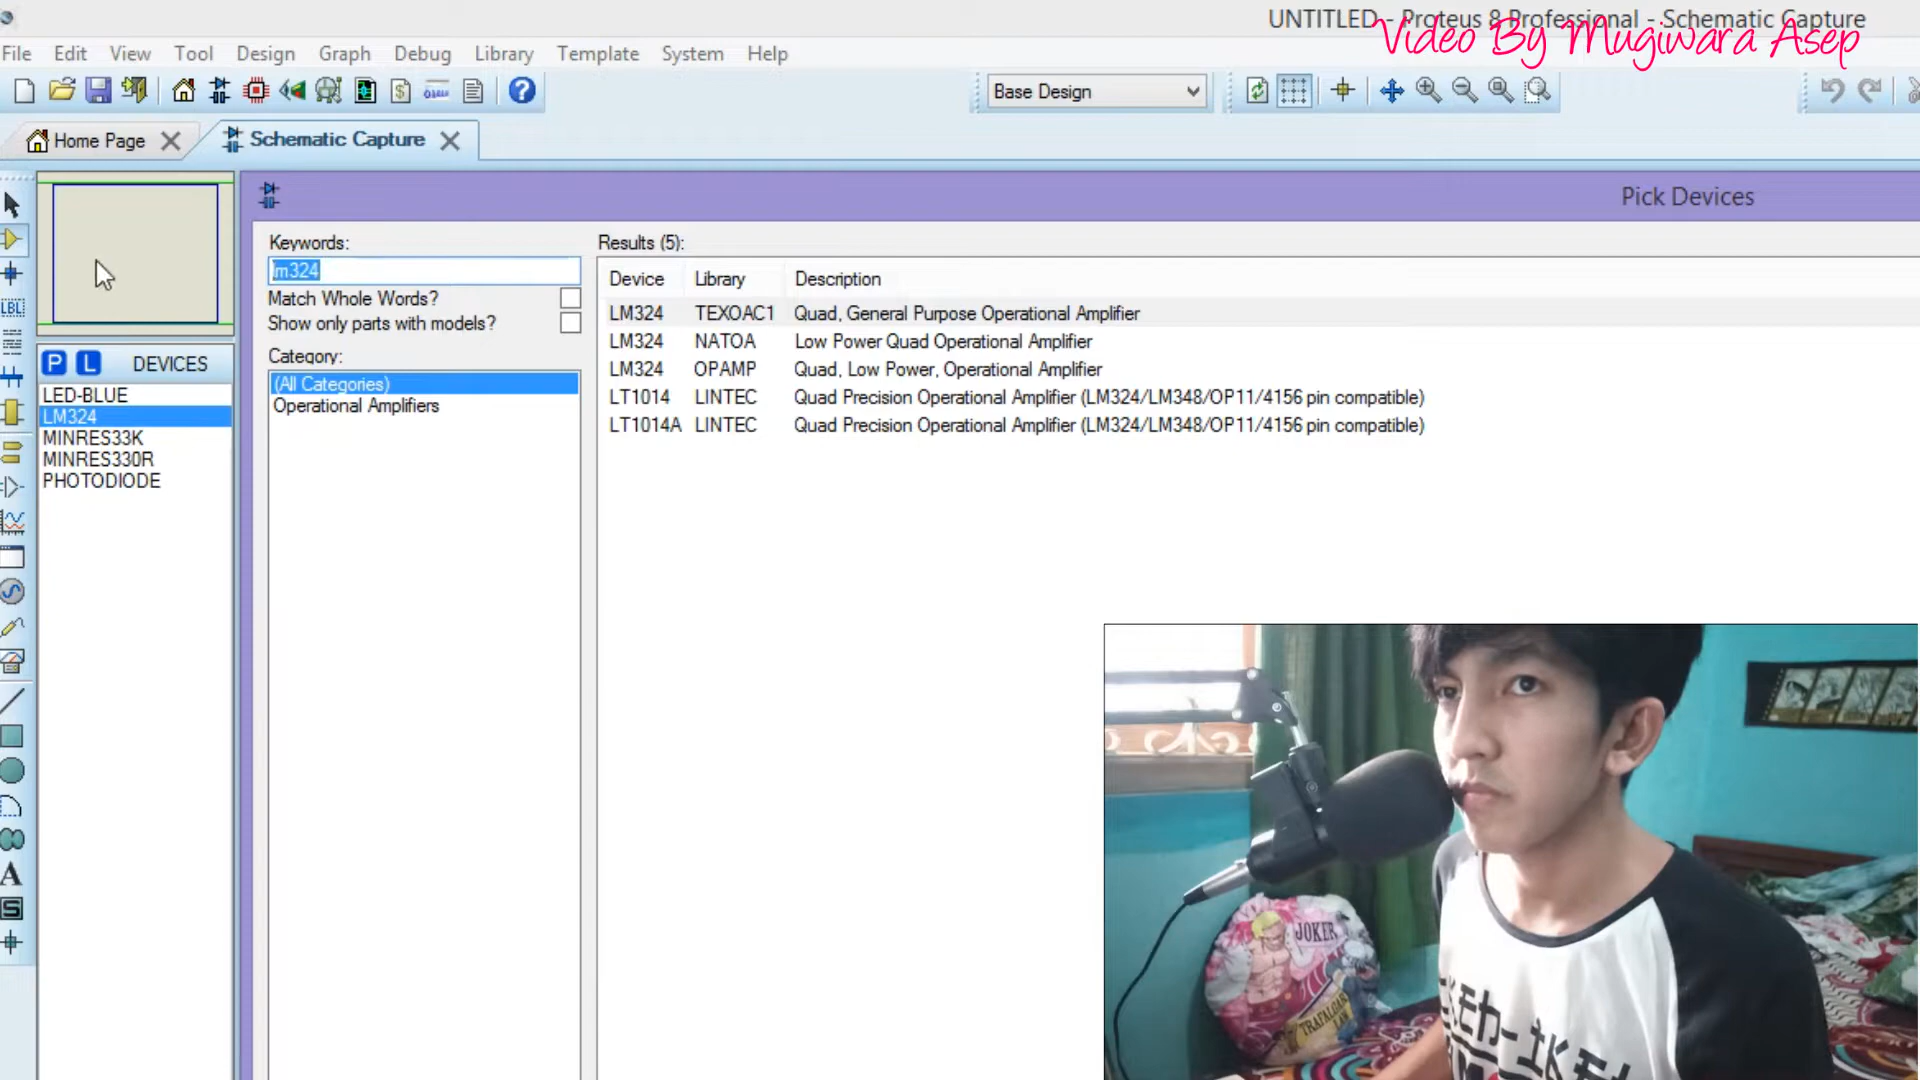 UNTITLED - Proteus 8 Professional - Schematic Capture
Video By Mugiwara Asep
File Edit View Tool Design Graph Debug Library Template System Help
Base Design
Home Page
Schematic Capture
Pick Devices
LBL
P L DEVICES
LED-BLUE
LM324
MINRES33K
MINRES330R
PHOTODIODE
A
S
Keywords:
lm324
Match Whole Words?
Show only parts with models?
Category:
(All Categories)
Operational Amplifiers
Results (5):
Device Library Description
LM324 TEXOAC1 Quad, General Purpose Operational Amplifier
LM324 NATOA Low Power Quad Operational Amplifier
LM324 OPAMP Quad, Low Power, Operational Amplifier
LT1014 LINTEC Quad Precision Operational Amplifier (LM324/LM348/OP11/4156 pin compatible)
LT1014A LINTEC Quad Precision Operational Amplifier (LM324/LM348/OP11/4156 pin compatible)
JOKER
TRAFALGAR
LAW